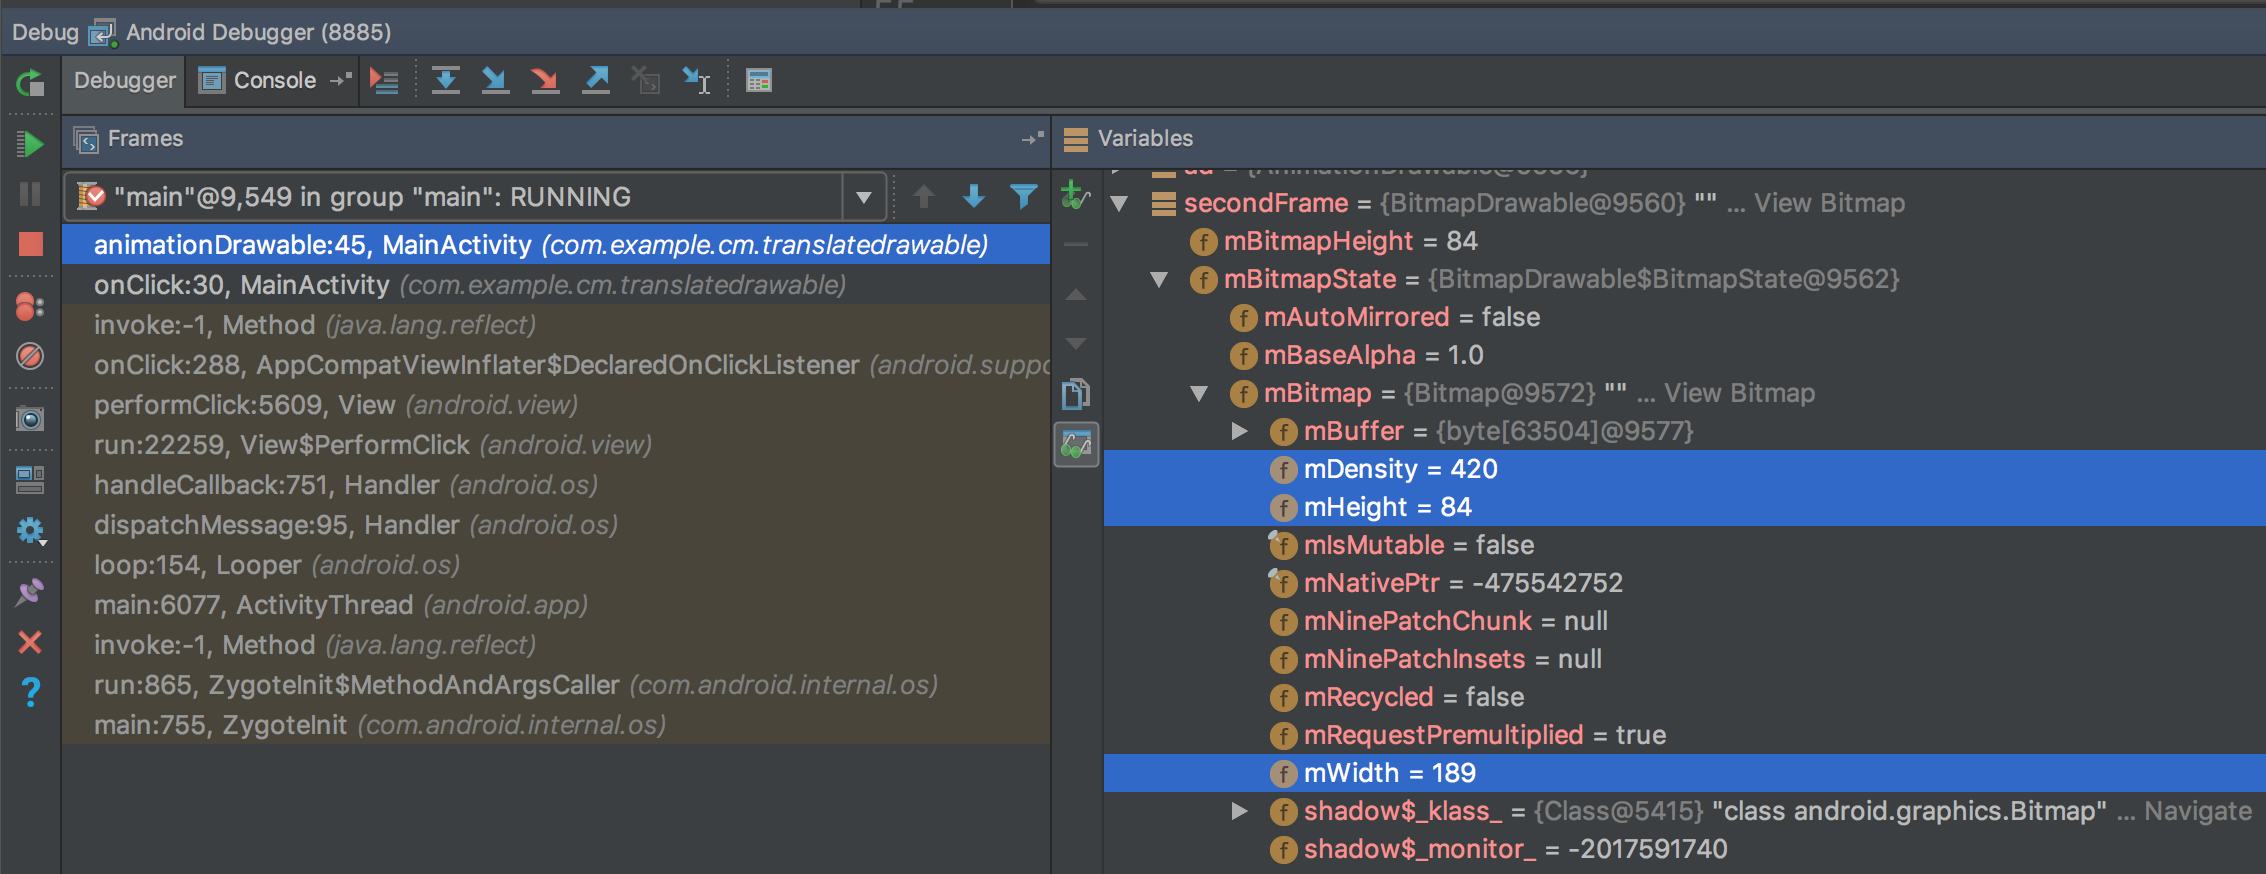 Debug Android Debugger (8885)
Debugger Console
Frames
"main"@9,549 in group "main": RUNNING
animationDrawable:45, MainActivity (com.example.cm.translatedrawable)
onClick:30, MainActivity (com.example.cm.translatedrawable)
invoke:-1, Method (java.lang.reflect)
onClick:288, AppCompatViewInflater$DeclaredOnClickListener (android.suppo
performClick:5609, View (android.view)
run:22259, View$PerformClick (android.view)
handleCallback:751, Handler (android.os)
dispatchMessage:95, Handler (android.os)
loop:154, Looper (android.os)
main:6077, ActivityThread (android.app)
invoke:-1, Method (java.lang.reflect)
run:865, ZygoteInit$MethodAndArgsCaller (com.android.internal.os)
main:755, ZygoteInit (com.android.internal.os)
Variables
secondFrame = {BitmapDrawable@9560} "" ... View Bitmap
mBitmapHeight = 84
mBitmapState = {BitmapDrawable$BitmapState@9562}
mAutoMirrored = false
mBaseAlpha = 1.0
mBitmap = {Bitmap@9572} "" ... View Bitmap
mBuffer = {byte[63504]@9577}
mDensity = 420
mHeight = 84
mIsMutable = false
mNativePtr = -475542752
mNinePatchChunk = null
mNinePatchInsets = null
mRecycled = false
mRequestPremultiplied = true
mWidth = 189
shadow$_klass_ = {Class@5415} "class android.graphics.Bitmap" ... Navigate
shadow$_monitor_ = -2017591740